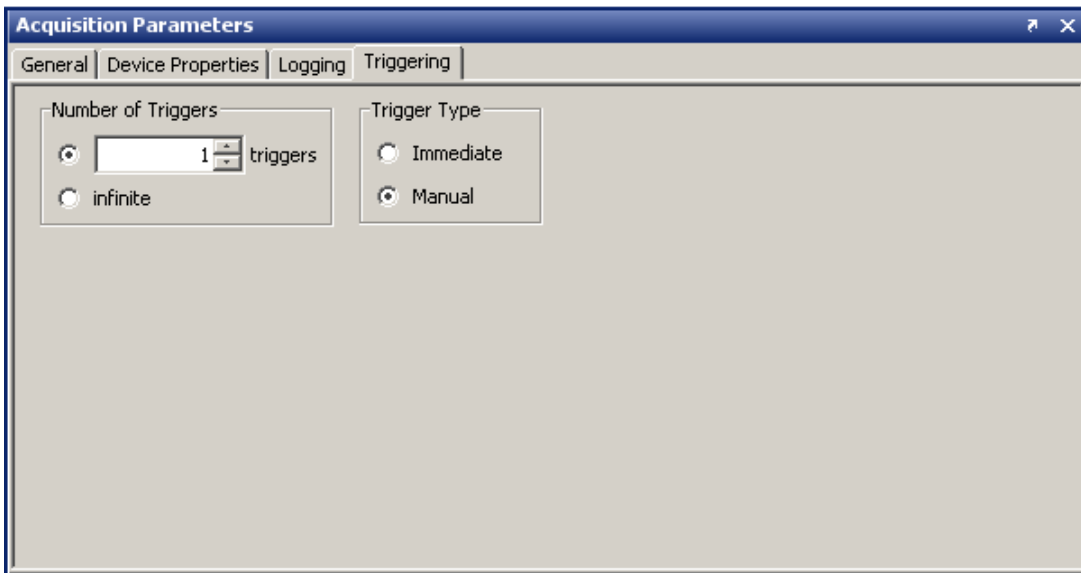 Acquisition Parameters
General Device Properties Logging Triggering
Number of Triggers Trigger Type
1 triggers Immediate
infinite Manual